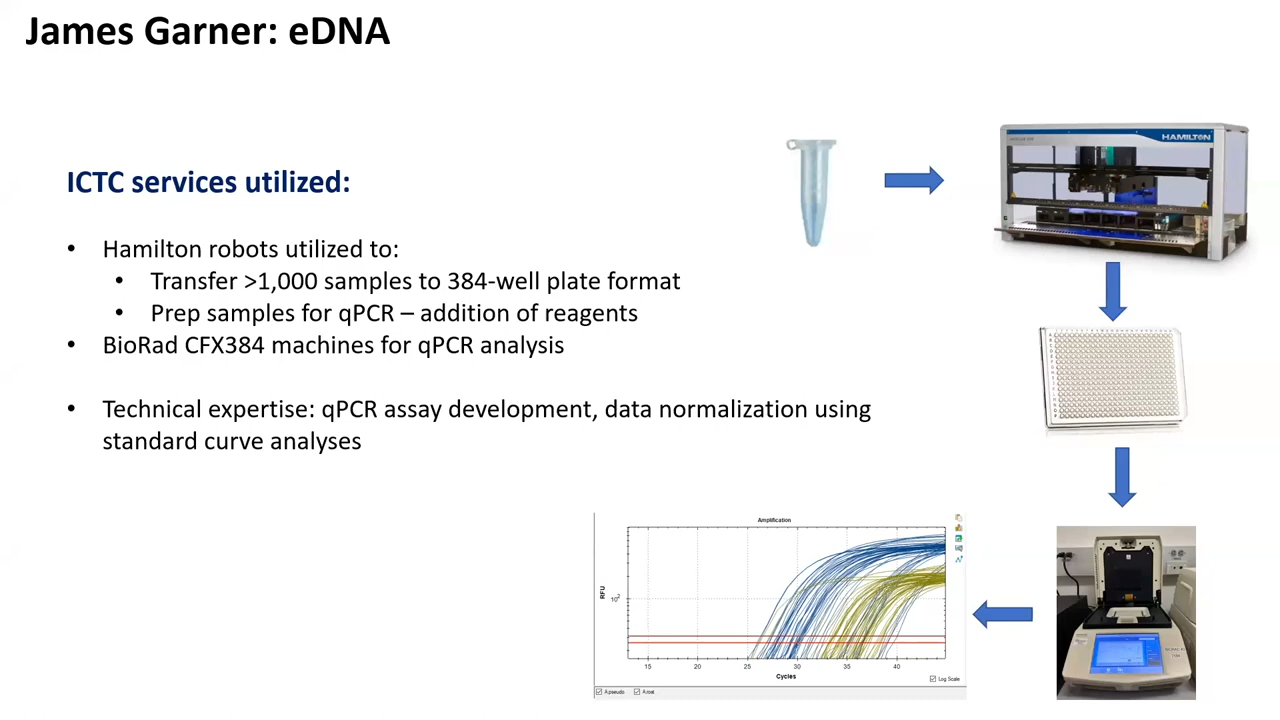 James Garner: eDNA
ICTC services utilized:
• Hamilton robots utilized to:
• Transfer >1,000 samples to 384-well plate format
• Prep samples for qPCR – addition of reagents
• BioRad CFX384 machines for qPCR analysis
• Technical expertise: qPCR assay development, data normalization using
standard curve analyses
HAMILTON
Amplification
RFU
10²
15 20 25 30 35 40
Cycles
Log Scale